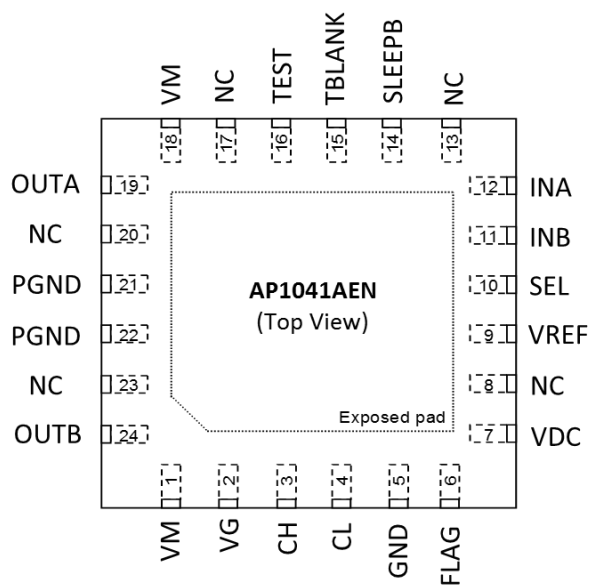 VM
NC
TEST
TBLANK
SLEEPB
NC
18
17
16
15
14
13
OUTA 19
12 INA
NC 20
11 INB
PGND 21
10 SEL
PGND 22
9 VREF
NC 23
8 NC
OUTB 24
7 VDC
AP1041AEN
(Top View)
Exposed pad
1
2
3
4
5
6
VM
VG
CH
CL
GND
FLAG